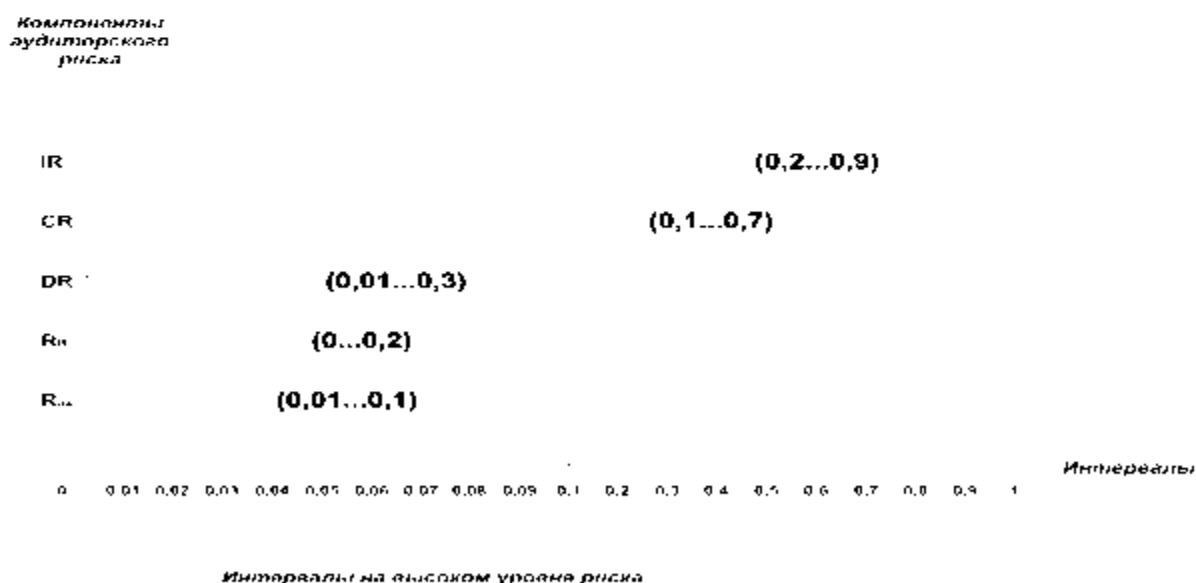 Компоненты
аудиторского
риска
IR (0,2...0,9)
CR (0,1...0,7)
DR (0,01...0,3)
(0...0,2)
(0,01...0,1)
Интервалы
0 0.01 0.02 0.03 0.04 0.05 0.06 0.07 0.08 0.09 0.1 0.2 0.3 0.4 0.5 0.6 0.7 0.8 0.9 1
Интервалы на высоком уровне риска